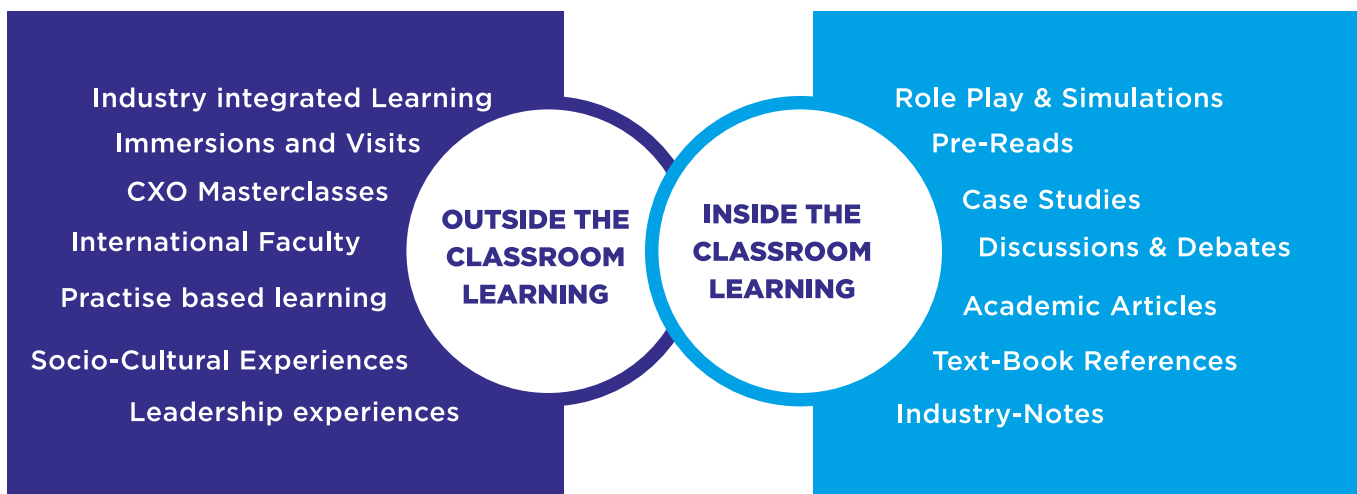 Industry integrated Learning
Immersions and Visits
CXO Masterclasses
International Faculty
Practise based learning
Socio-Cultural Experiences
Leadership experiences
OUTSIDE THE
CLASSROOM
LEARNING
INSIDE THE
CLASSROOM
LEARNING
Role Play & Simulations
Pre-Reads
Case Studies
Discussions & Debates
Academic Articles
Text-Book References
Industry-Notes